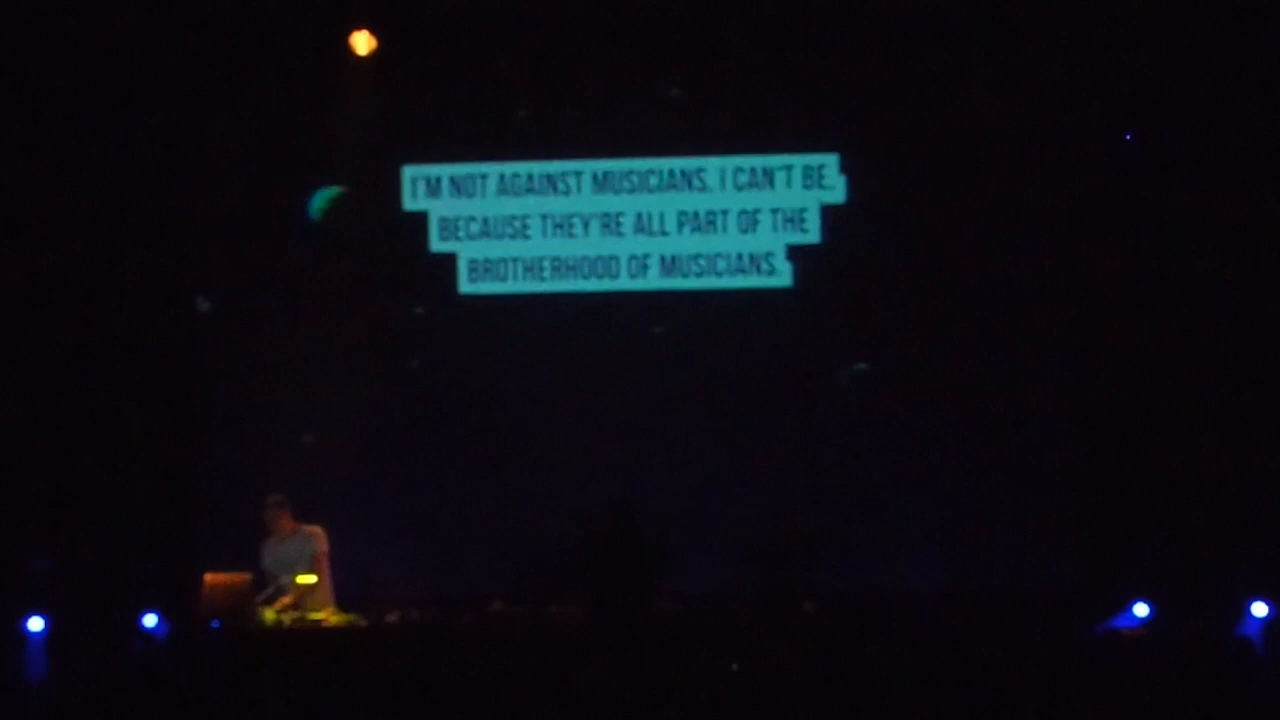 I'M NOT AGAINST MUSICIANS. I CAN'T BE,
BECAUSE THEY'RE ALL PART OF THE
BROTHERHOOD OF MUSICIANS.